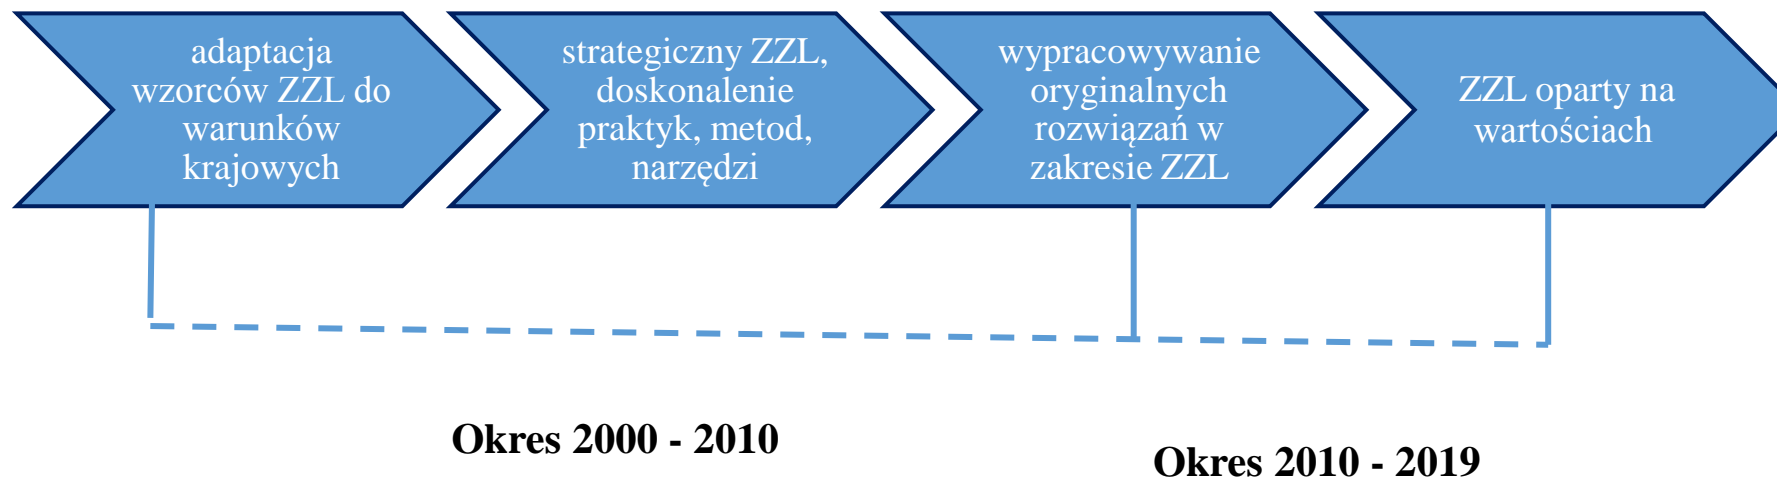 adaptacja
wzorców ZZL do
warunków
krajowych
strategiczny ZZL,
doskonalenie
praktyk, metod,
narzędzi
wypracowywanie
oryginalnych
rozwiązań w
zakresie ZZL
ZZL oparty na
wartościach
Okres 2000 - 2010
Okres 2010 - 2019